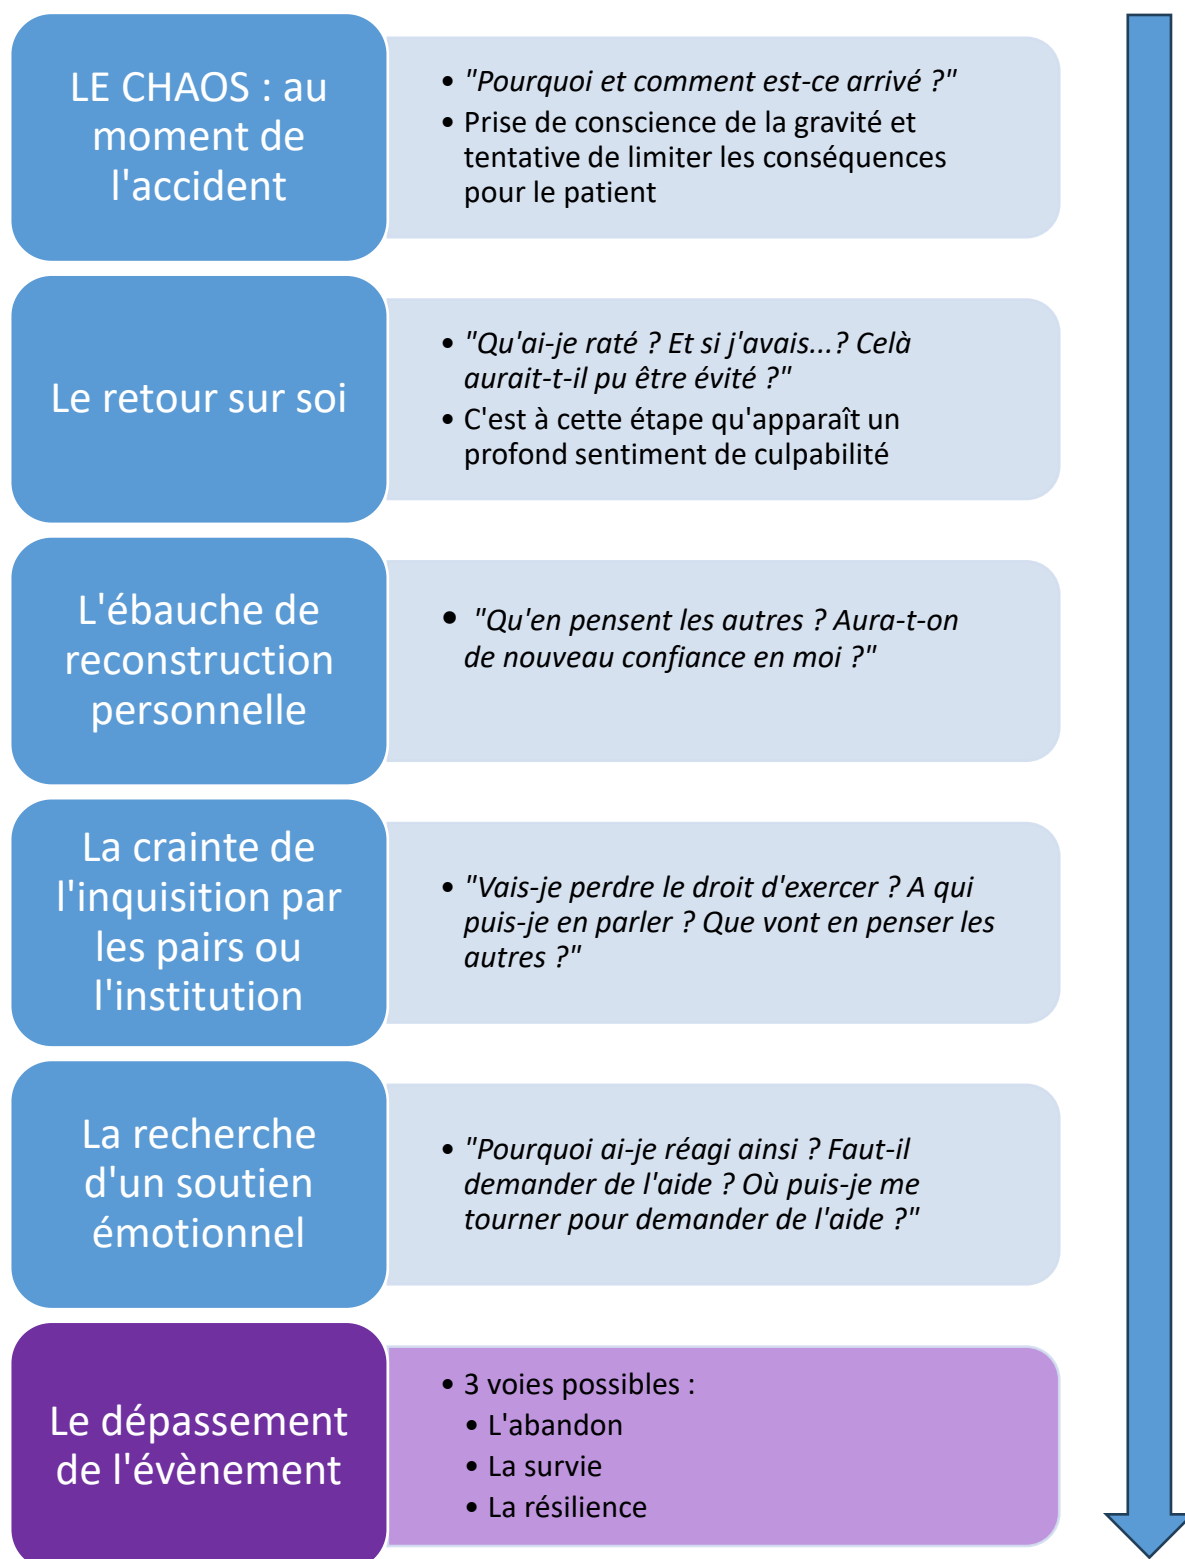 LE CHAOS : au
moment de
l'accident
• "Pourquoi et comment est-ce arrivé ?"
• Prise de conscience de la gravité et
tentative de limiter les conséquences
pour le patient
Le retour sur soi
• "Qu'ai-je raté ? Et si j'avais...? Celà
aurait-t-il pu être évité ?"
• C'est à cette étape qu'apparaît un
profond sentiment de culpabilité
L'ébauche de
reconstruction
personnelle
• "Qu'en pensent les autres ? Aura-t-on
de nouveau confiance en moi ?"
La crainte de
l'inquisition par
les pairs ou
l'institution
• "Vais-je perdre le droit d'exercer ? A qui
puis-je en parler ? Que vont en penser les
autres ?"
La recherche
d'un soutien
émotionnel
• "Pourquoi ai-je réagi ainsi ? Faut-il
demander de l'aide ? Où puis-je me
tourner pour demander de l'aide ?"
Le dépassement
de l'évènement
• 3 voies possibles :
• L'abandon
• La survie
• La résilience